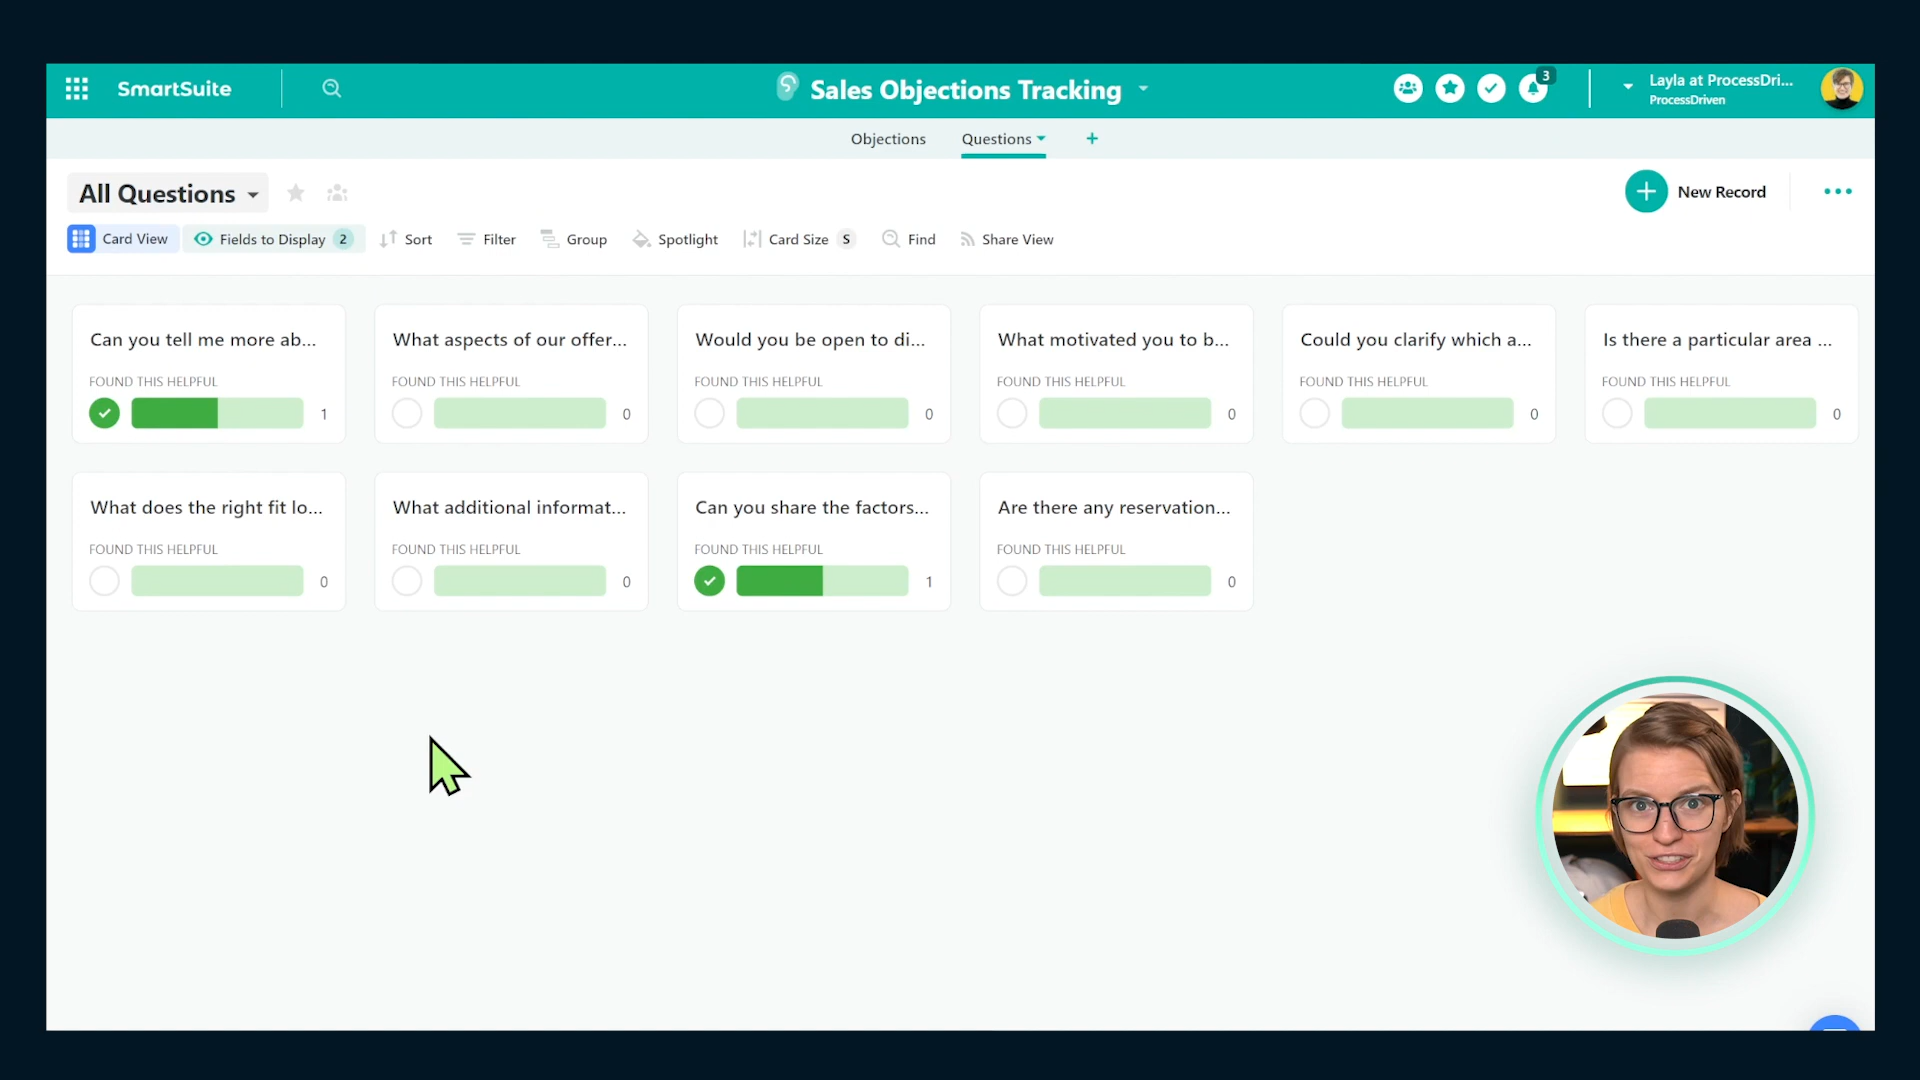 SmartSuite
Sales Objections Tracking
3
Layla at ProcessDri...
ProcessDriven
Objections
Questions
+
All Questions
New Record
Card View
Fields to Display 2
Sort
Filter
Group
Spotlight
Card Size S
Find
Share View
Can you tell me more ab...
FOUND THIS HELPFUL
1
What aspects of our offer...
FOUND THIS HELPFUL
0
Would you be open to di...
FOUND THIS HELPFUL
0
What motivated you to b...
FOUND THIS HELPFUL
0
Could you clarify which a...
FOUND THIS HELPFUL
0
Is there a particular area ...
FOUND THIS HELPFUL
0
What does the right fit lo...
FOUND THIS HELPFUL
0
What additional informat...
FOUND THIS HELPFUL
0
Can you share the factors...
FOUND THIS HELPFUL
1
Are there any reservation...
FOUND THIS HELPFUL
0